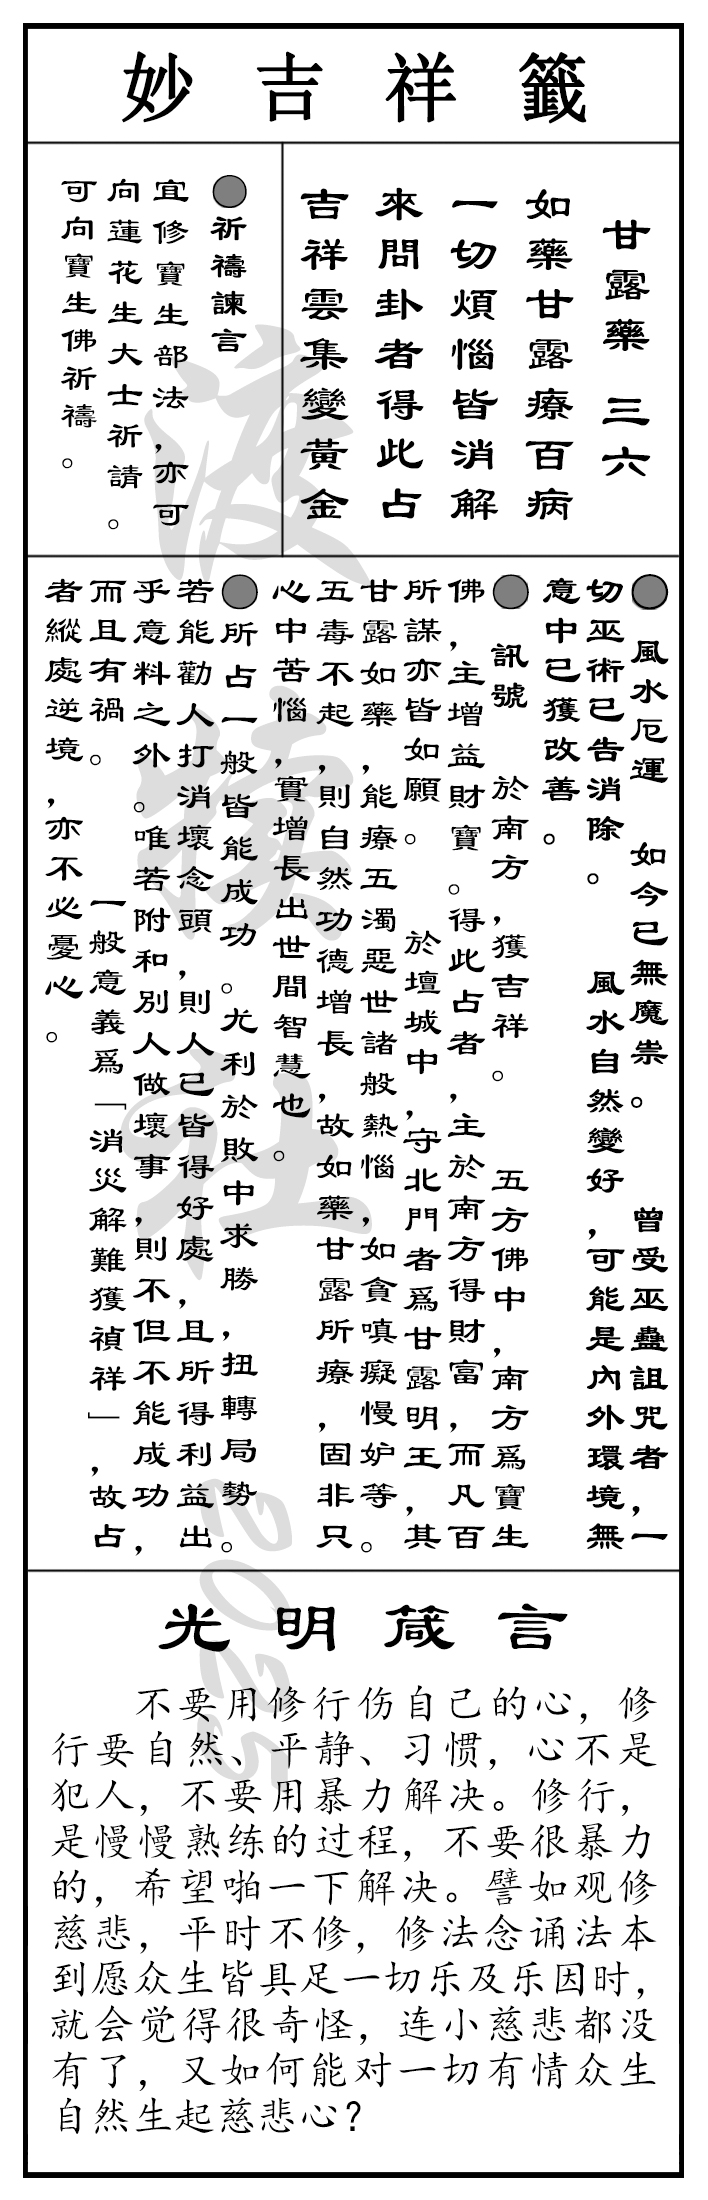 妙吉祥籤
甘露藥 三六
如藥甘露療百病
一切煩惱皆消解
來問卦者得此占
吉祥雲集變黃金
●祈禱諫言
宜修寶生部法,亦可
向蓮花生大士祈請。
可向寶生佛祈禱。
● 風水厄運 如今已無魔祟。 曾受巫蠱詛咒者,一
切巫術已告消除。 風水自然變好,可能是內外環境,無
意中已獲改善。
● 訊號 於南方,獲吉祥。 五方佛中,南方爲寶生
佛,主增益財寶。得此占者,主於南方得財富,而凡百
所謀亦皆如願。 於壇城中,守北門者爲甘露明王,其
甘露如藥,能療五濁惡世諸般熱惱,如貪嗔癡慢妒等。
五毒不起,則自然功德增長,故如藥甘露所療,固非只
心中苦惱,實增長出世間智慧也。
●所占一般皆能成功。尤利於敗中求勝,扭轉局勢。
若能勸人打消壞念頭,則人己皆得好處,且所得利益出
乎意料之外。唯若附和別人做壞事,則不但不能成功,
而且有禍。 一般意義爲「消災解難獲禎祥」,故占
者縱處逆境,亦不必憂心。
光明箴言
不要用修行伤自己的心，修
行要自然、平静、习惯，心不是
犯人，不要用暴力解决。修行，
是慢慢熟练的过程，不要很暴力
的，希望啪一下解决。譬如观修
慈悲，平时不修，修法念诵法本
到愿众生皆具足一切乐及乐因时，
就会觉得很奇怪，连小慈悲都没
有了，又如何能对一切有情众生
自然生起慈悲心？
2025